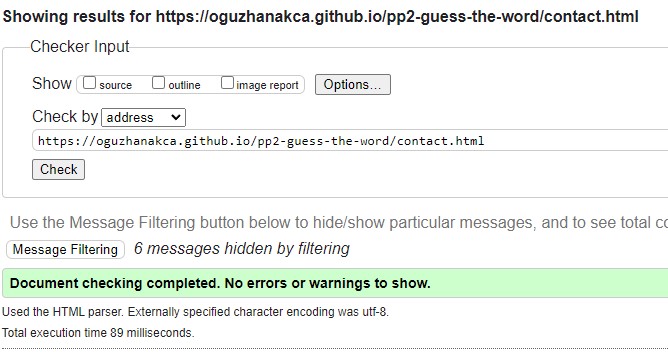 Showing results for https://oguzhanakca.github.io/pp2-guess-the-word/contact.html
Checker Input
Show source outline image report Options...
Check by address
https://oguzhanakca.github.io/pp2-guess-the-word/contact.html
Check
Use the Message Filtering button below to hide/show particular messages, and to see total
Message Filtering 6 messages hidden by filtering
Document checking completed. No errors or warnings to show.
Used the HTML parser. Externally specified character encoding was utf-8.
Total execution time 89 milliseconds.